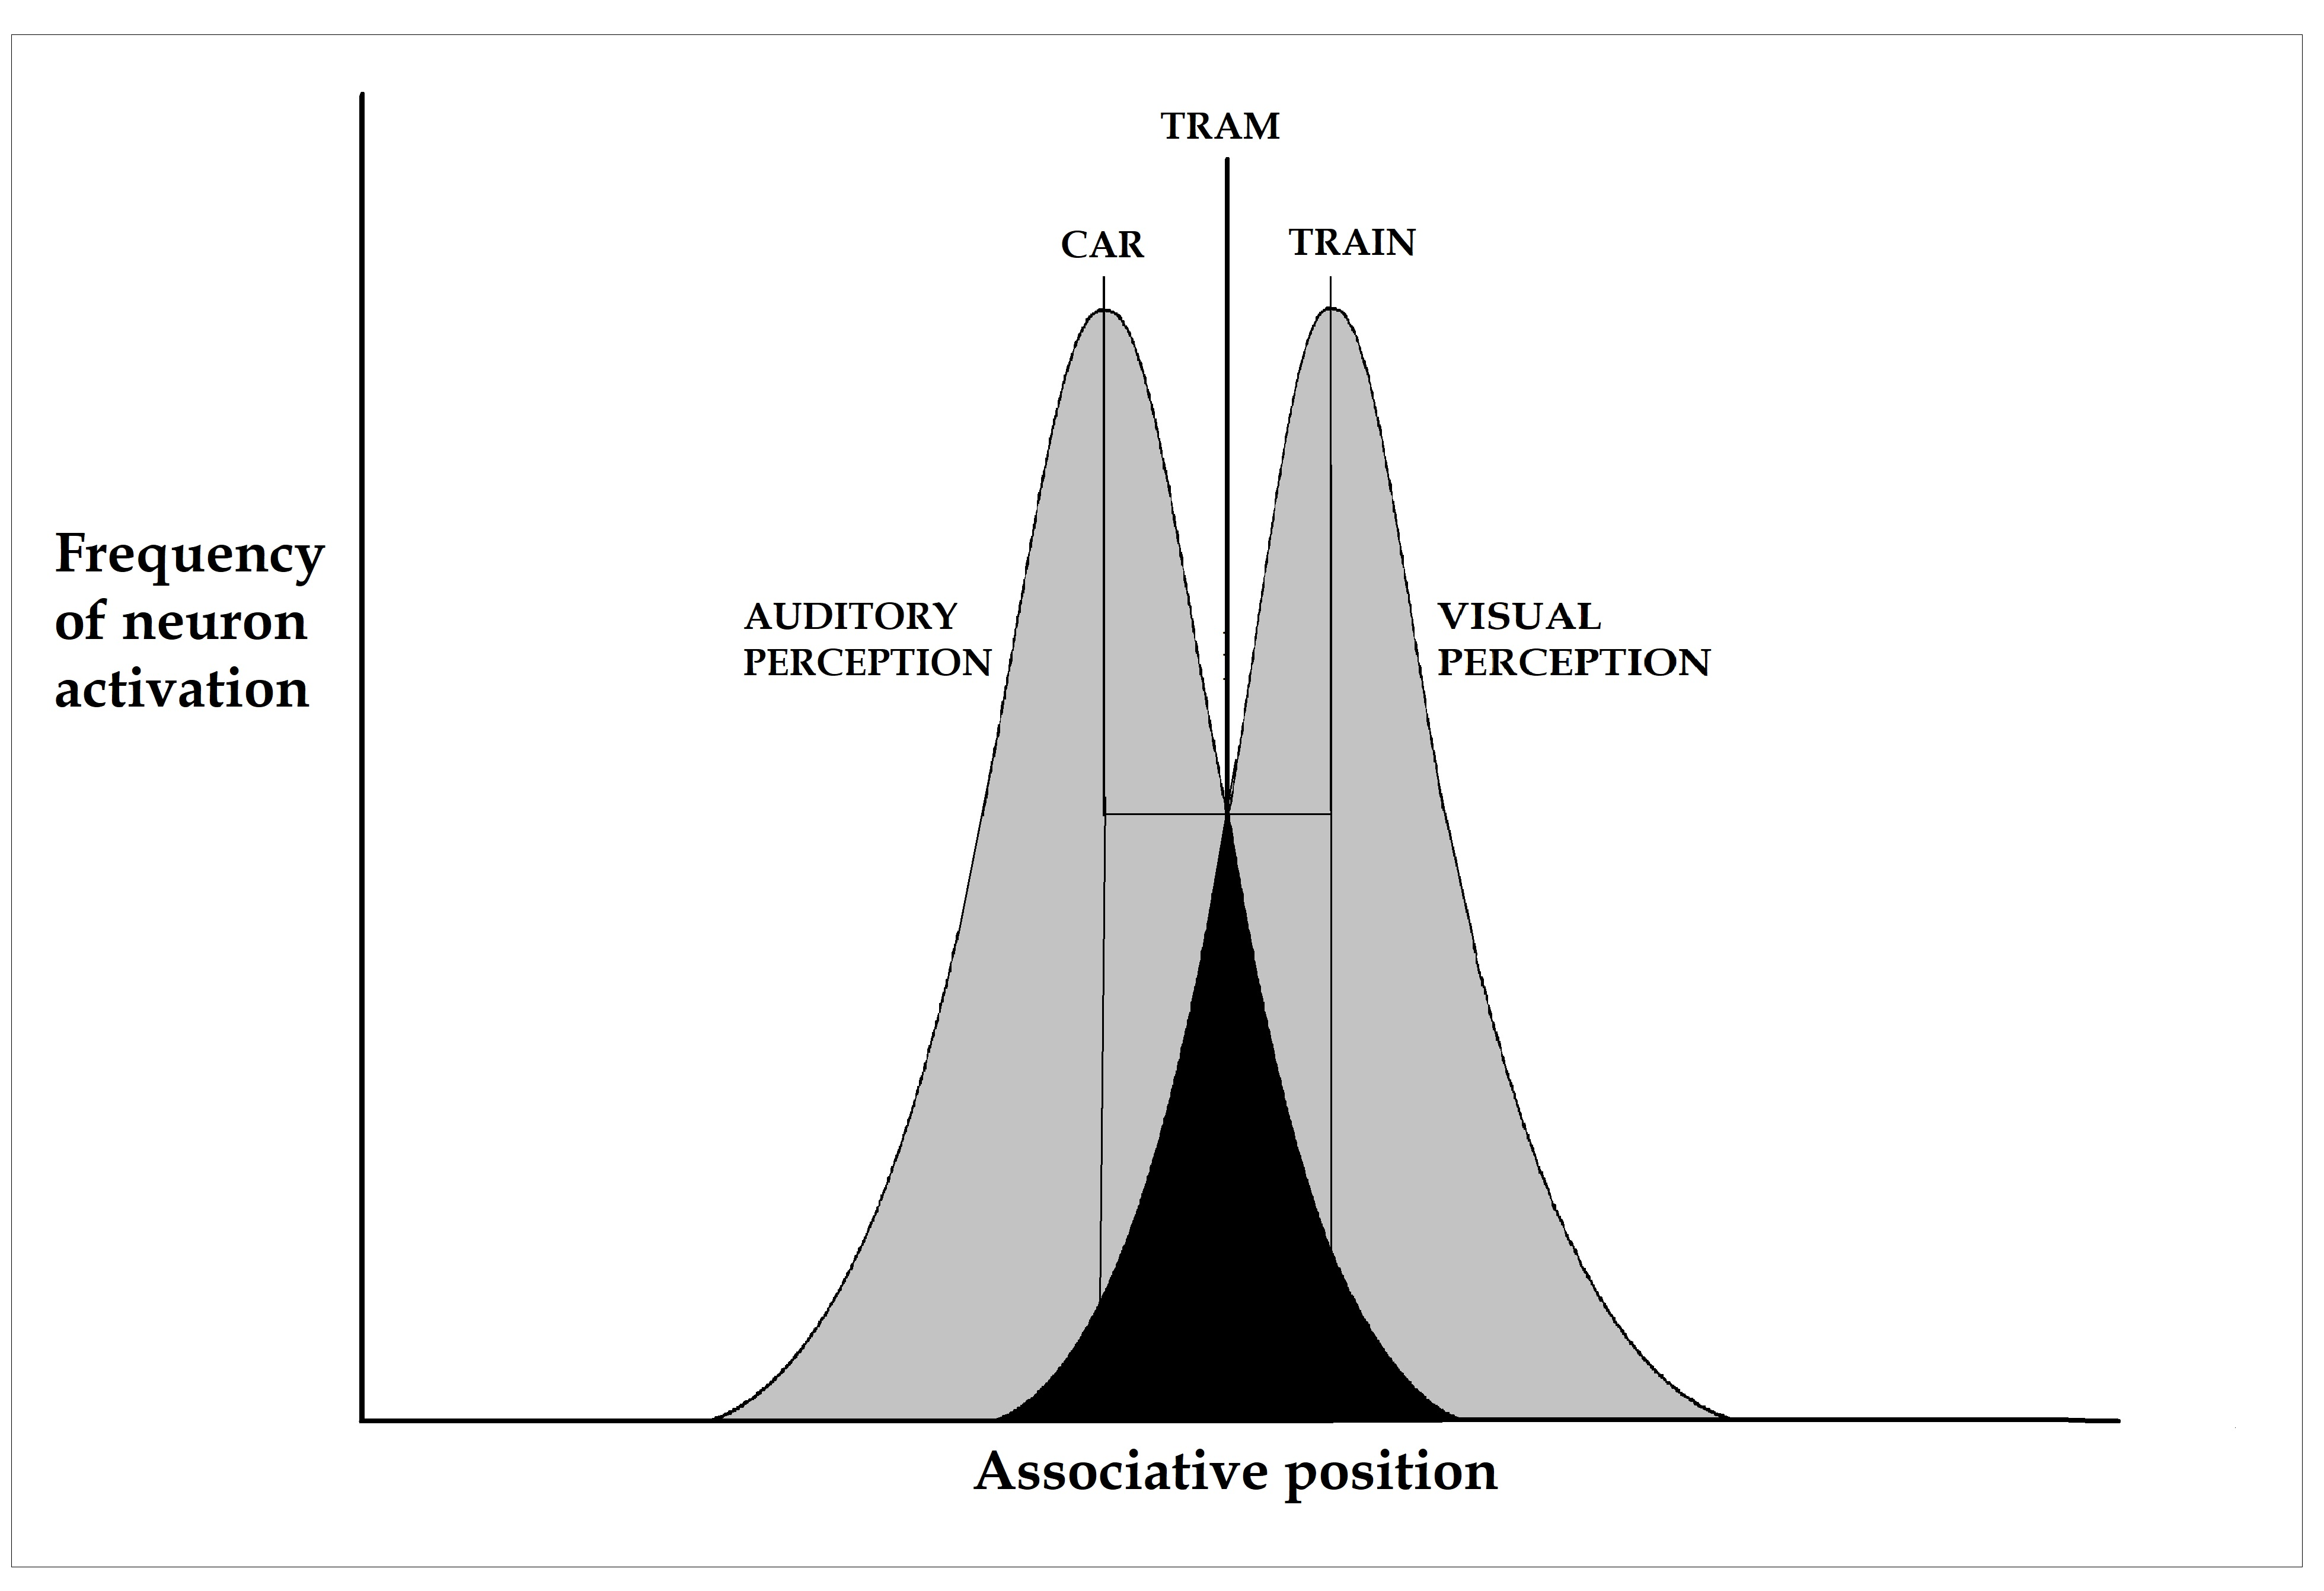 TRAM
CAR
TRAIN
Frequency
of neuron
activation
AUDITORY
PERCEPTION
VISUAL
PERCEPTION
Associative position